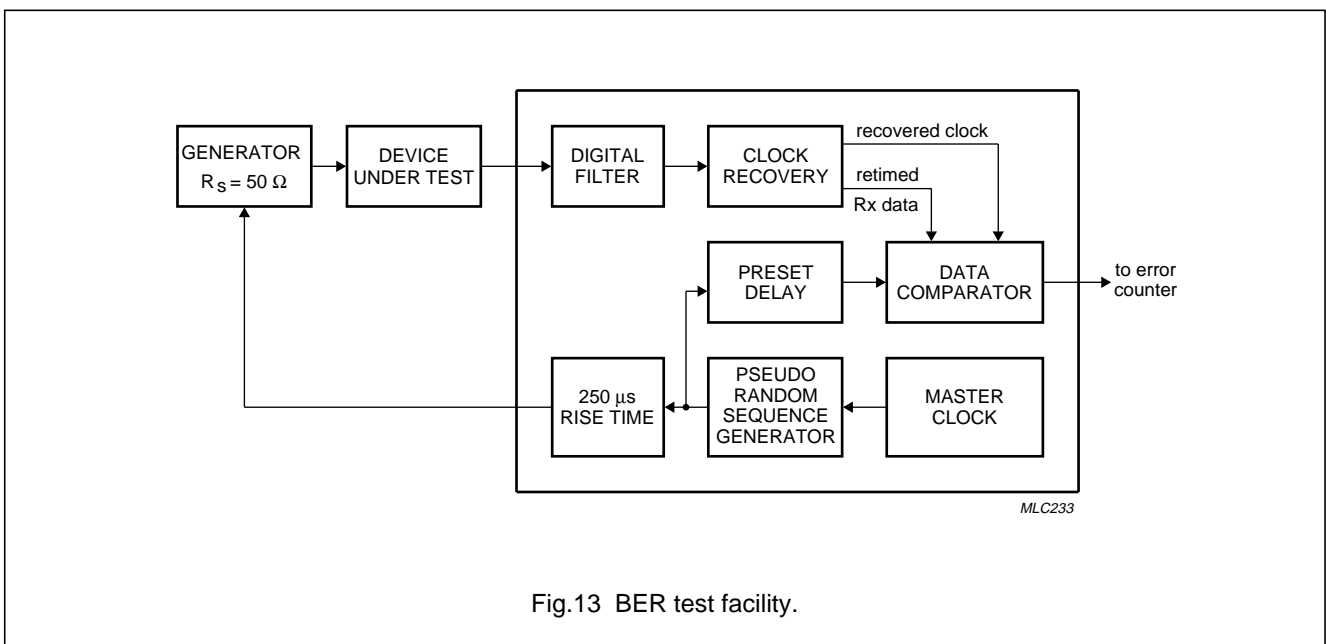 GENERATOR
RS = 50 Ω
DEVICE
UNDER TEST
DIGITAL
FILTER
CLOCK
RECOVERY
recovered clock
retimed
Rx data
PRESET
DELAY
DATA
COMPARATOR
to error
counter
250 μs
RISE TIME
PSEUDO
RANDOM
SEQUENCE
GENERATOR
MASTER
CLOCK
MLC233
Fig.13 BER test facility.